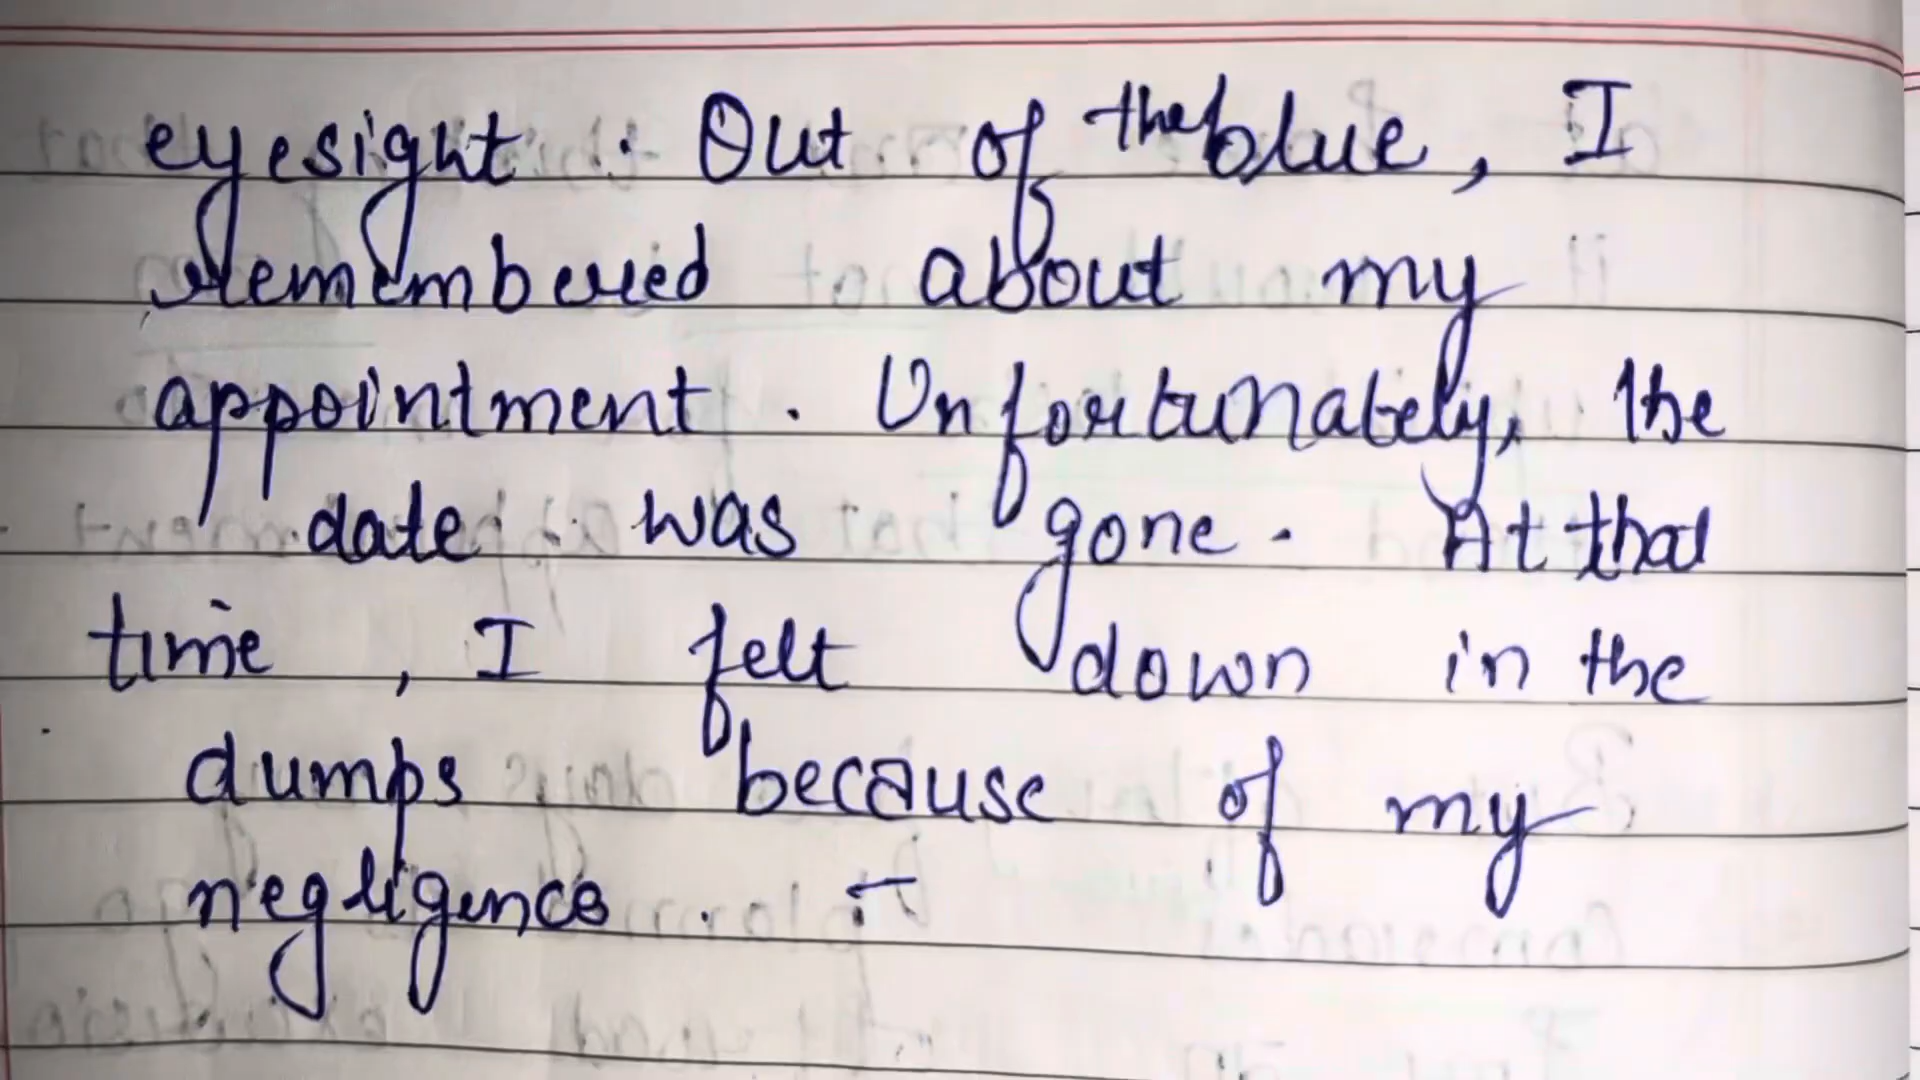 eyesight. Out of the blue, I
remembered about my
appointment. Unfortunately, the
date was gone. At that
time, I felt down in the
dumps because of my
negligence.